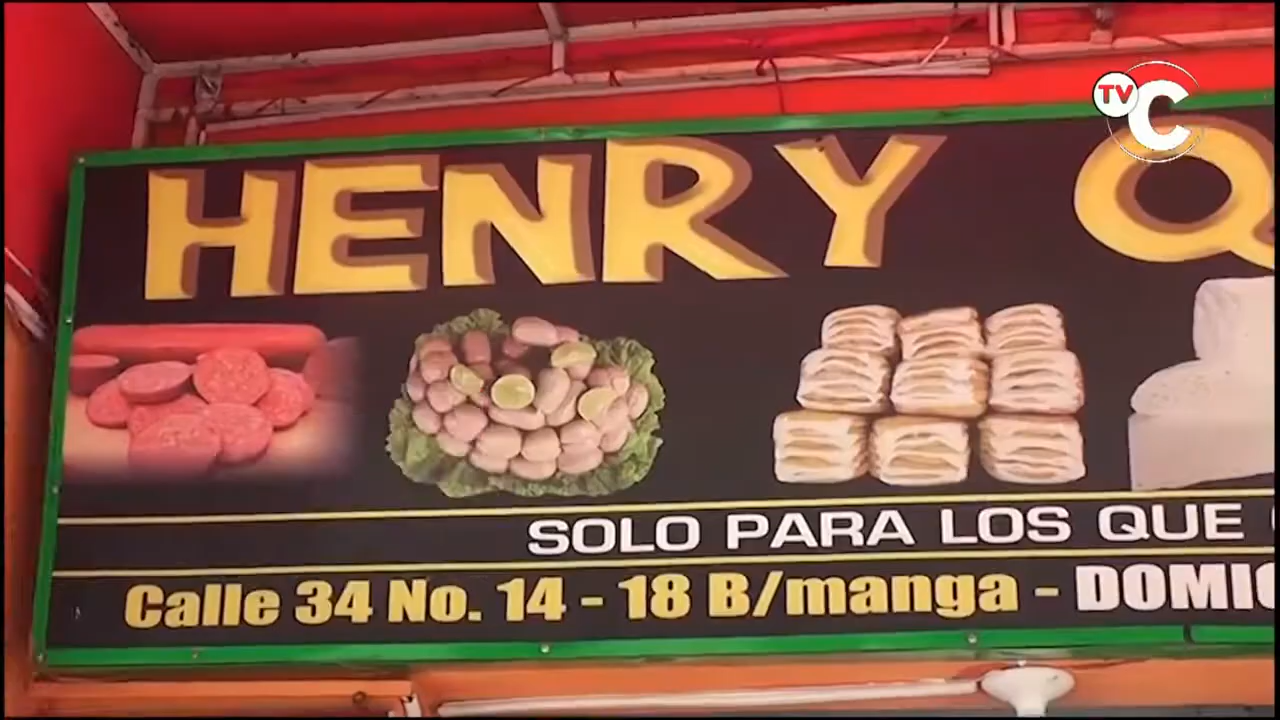 TV C
HENRY Q
SOLO PARA LOS QUE
Calle 34 No. 14 - 18 B/manga - DOMIC